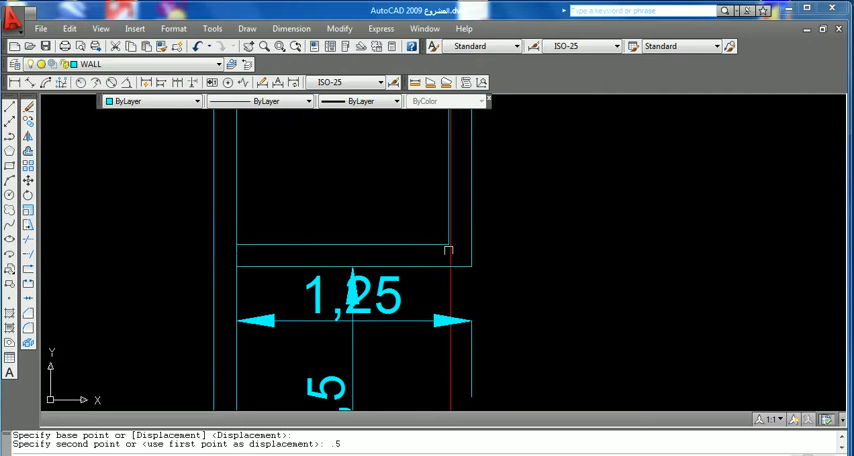 AutoCAD 2009 المشروع.dw
Type a keyword or phrase
File Edit View Insert Format Tools Draw Dimension Modify Express Window Help
Standard ISO-25 Standard
WALL
ISO-25
ByLayer ByLayer ByLayer ByColor
1,25
,5
Y
X
1:1
Specify base point or [Displacement] <Displacement>:
Specify second point or <use first point as displacement>: .5